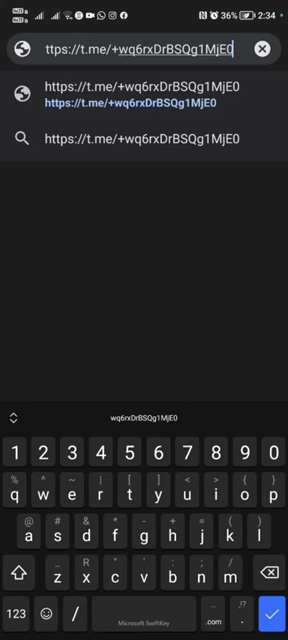 36% 2:34
ttps://t.me/+wq6rxDrBSQg1MjE0
https://t.me/+wq6rxDrBSQg1MjE0
https://t.me/+wq6rxDrBSQg1MjE0
https://t.me/+wq6rxDrBSQg1MjE0
wq6rxDrBSQg1MjE0
1 2 3 4 5 6 7 8 9 0
q w e r t y u i o p
a s d f g h j k l
z x c v b n m
123 / Microsoft SwiftKey .com .